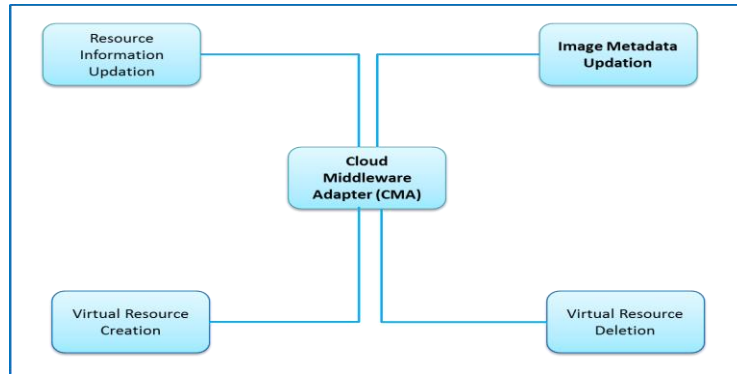 Resource
Information
Updation
Image Metadata
Updation
Cloud
Middleware
Adapter (CMA)
Virtual Resource
Creation
Virtual Resource
Deletion